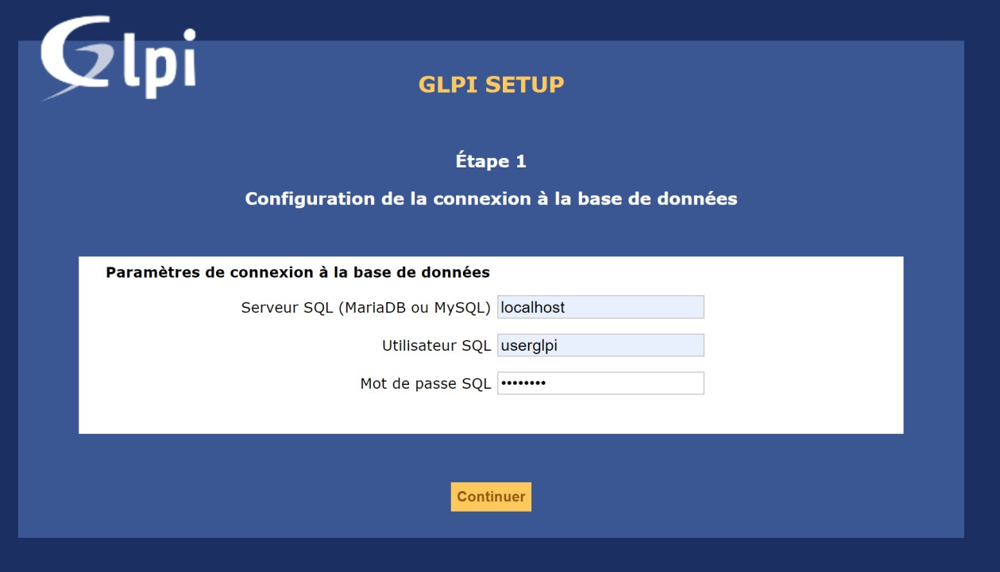 Glpi
GLPI SETUP
Étape 1
Configuration de la connexion à la base de données
Paramètres de connexion à la base de données
Serveur SQL (MariaDB ou MySQL) localhost
Utilisateur SQL userglpi
Mot de passe SQL ••••••••
Continuer